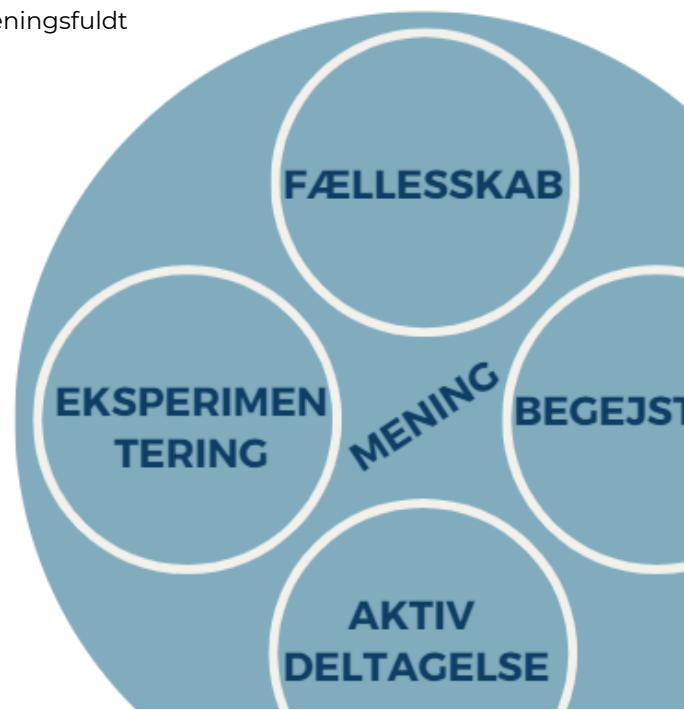 eningsfuldt
FÆLLESSKAB
EKSPERIMEN
TERING
MENING
BEGEJST
AKTIV
DELTAGELSE